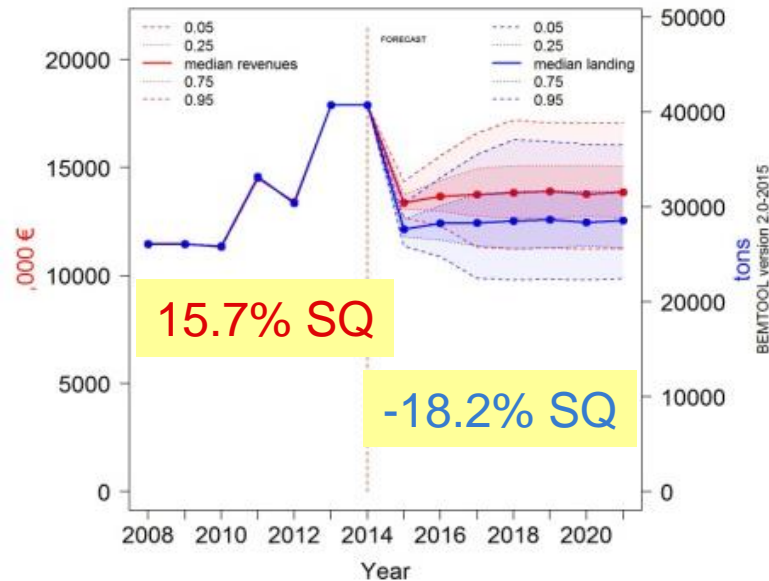 0.05
0.25
median revenues
0.75
0.95
FORECAST
0.05
0.25
median landing
0.75
0.95
20000
15000
10000
5000
0
,000 €
50000
40000
30000
20000
10000
0
tons
BEMTOOL version 2.0-2015
15.7% SQ
-18.2% SQ
2008 2010 2012 2014 2016 2018 2020
Year